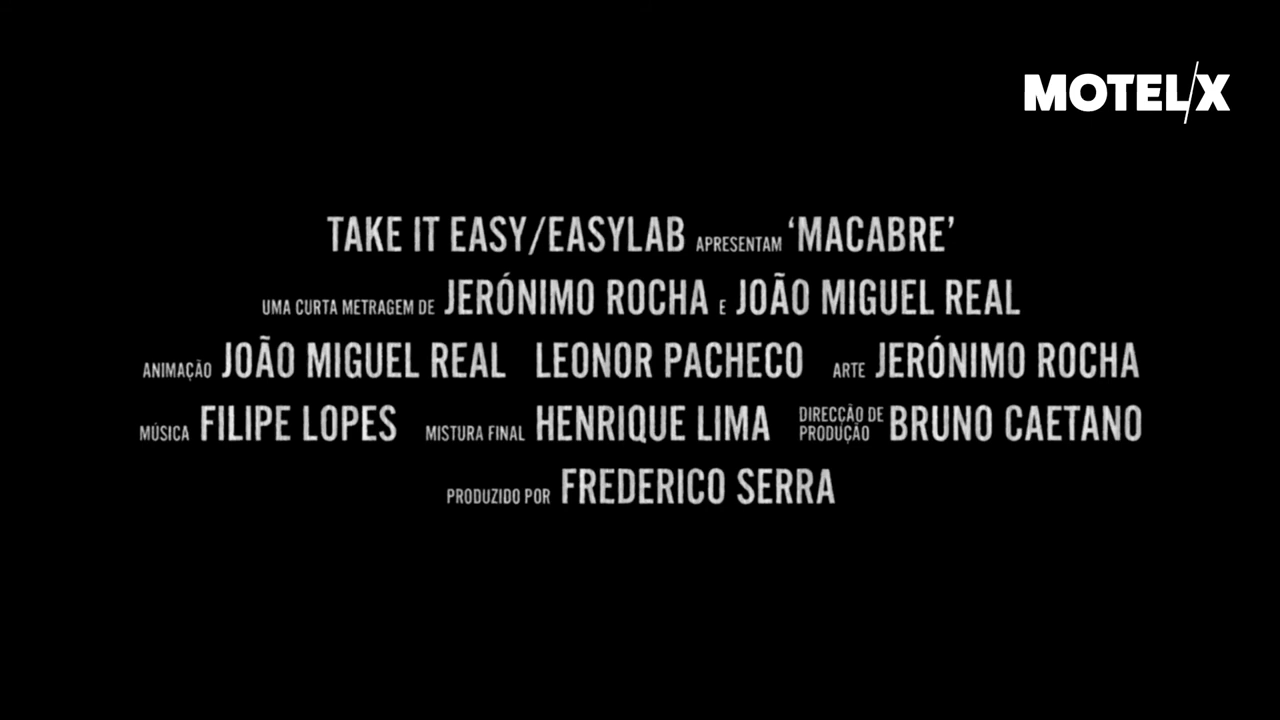 MOTEL/X
TAKE IT EASY/EASYLAB APRESENTAM ‘MACABRE’
UMA CURTA METRAGEM DE JERÓNIMO ROCHA E JOÃO MIGUEL REAL
ANIMAÇÃO JOÃO MIGUEL REAL LEONOR PACHECO ARTE JERÓNIMO ROCHA
MÚSICA FILIPE LOPES MISTURA FINAL HENRIQUE LIMA DIRECÇÃO DE PRODUÇÃO BRUNO CAETANO
PRODUZIDO POR FREDERICO SERRA